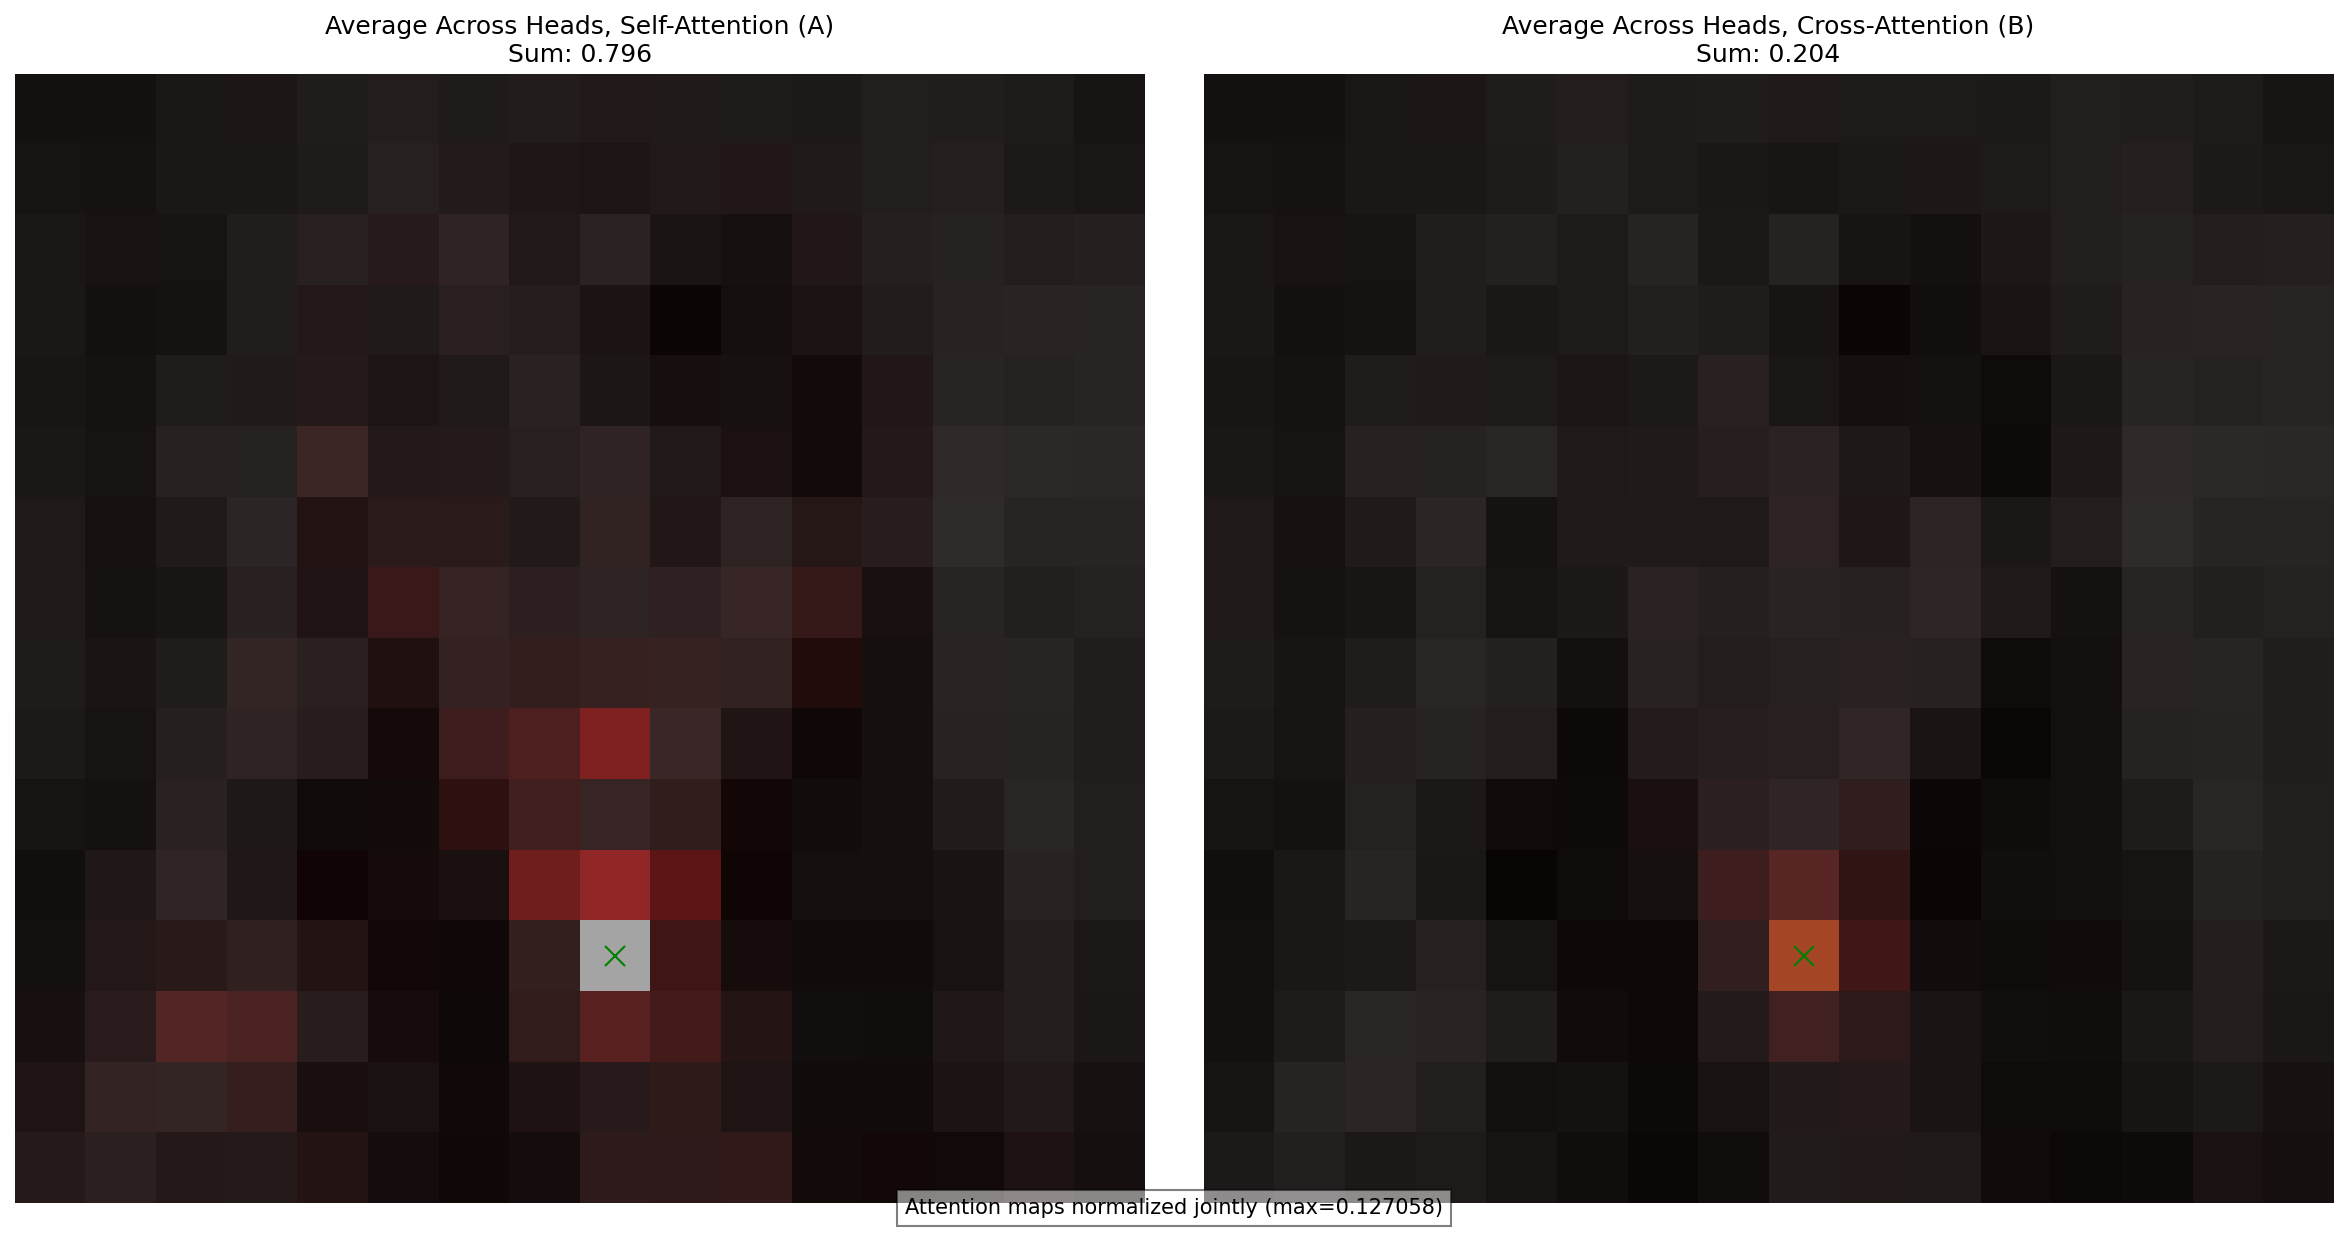 Average Across Heads, Self-Attention (A)
Sum: 0.796
Average Across Heads, Cross-Attention (B)
Sum: 0.204
Attention maps normalized jointly (max=0.127058)